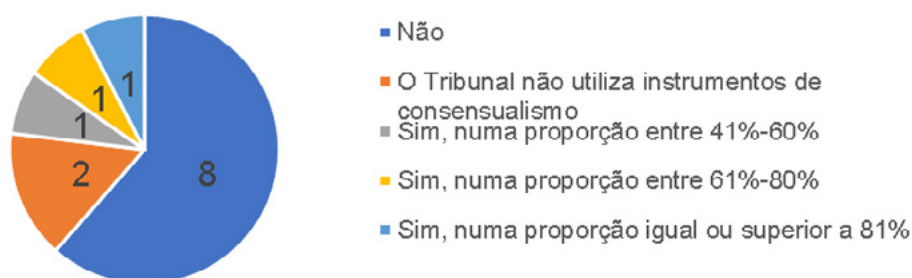 Não
O Tribunal não utiliza instrumentos de
consensualismo
Sim, numa proporção entre 41%-60%
Sim, numa proporção entre 61%-80%
Sim, numa proporção igual ou superior a 81%
1
1
1
2
8